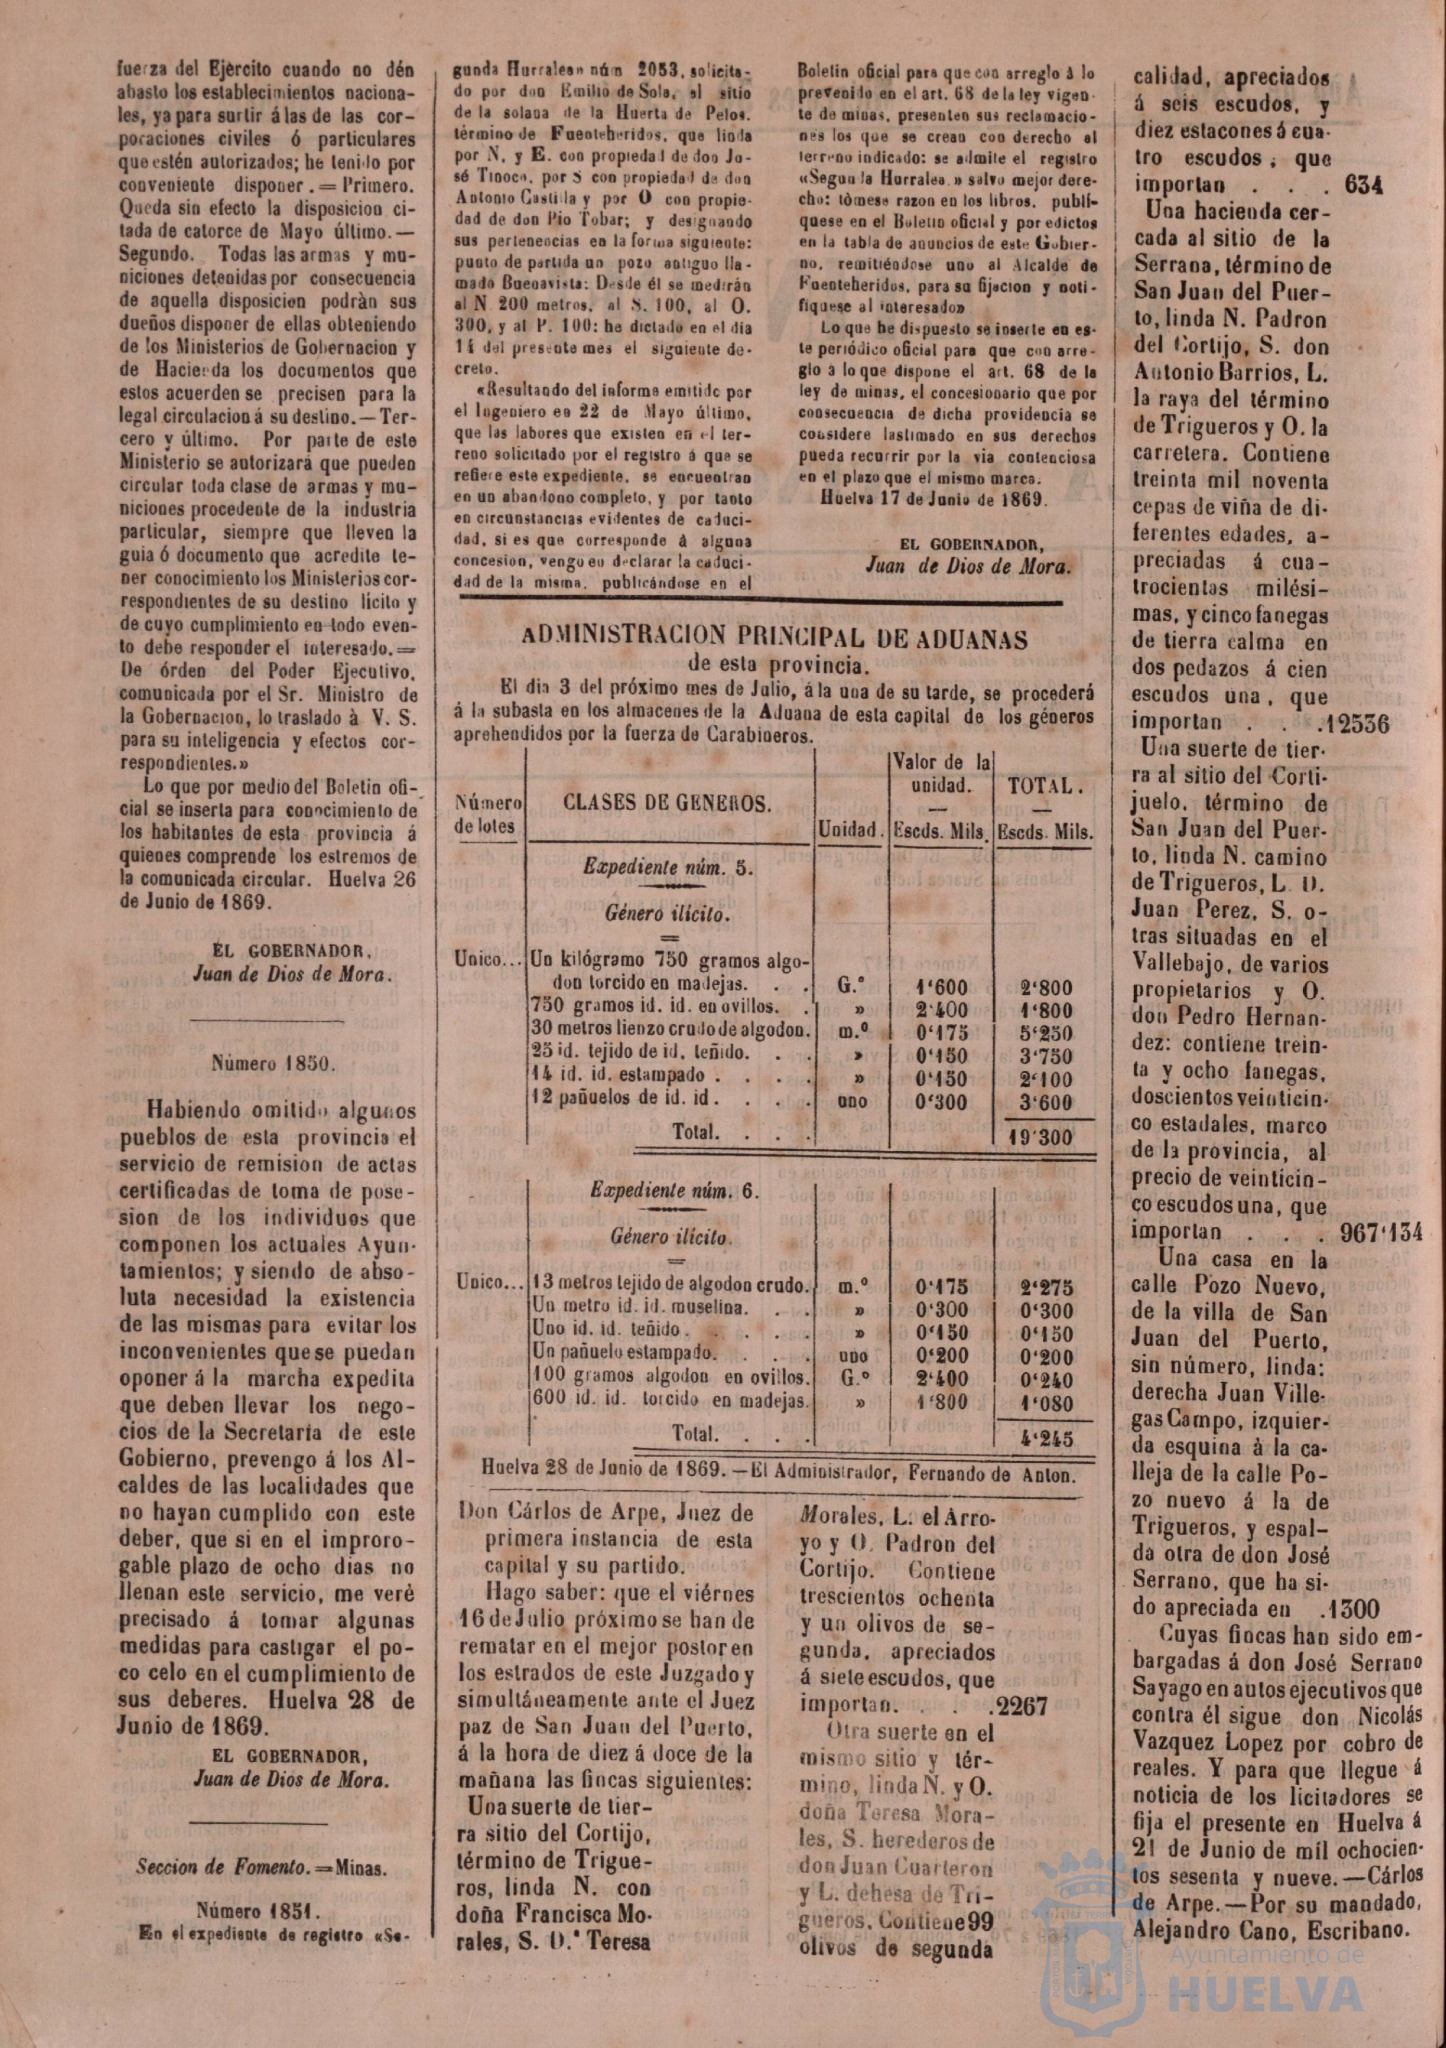 fuerza del Ejército cuando no dén
abasto los establecimientos naciona-
les, ya para surtir á las de las cor-
poraciones civiles ó particulares
que estén autorizados; he tenido por
conveniente disponer.=Primero.
Queda sin efecto la disposicion ci-
tada de catorce de Mayo último.—
Segundo. Todas las armas y mu-
niciones detenidas por consecuencia
de aquella disposicion podrán sus
dueños disponer de ellas obteniendo
de los Ministerios de Gobernacion y
de Hacienda los documentos que
estos acuerden se precisen para la
legal circulacion á su destino.—Ter-
cero y último. Por parte de este
Ministerio se autorizará que pueden
circular toda clase de armas y mu-
niciones procedente de la industria
particular, siempre que lleven la
guia ó documento que acredite te-
ner conocimiento los Ministerios cor-
respondientes de su destino lícito y
de cuyo cumplimiento en todo even-
to debe responder el interesado.=
De órden del Poder Ejecutivo,
comunicada por el Sr. Ministro de
la Gobernacion, lo traslado à V. S.
para su inteligencia y efectos cor-
respondientes.»
Lo que por medio del Boletin ofi-
cial se inserta para conocimiento de
los habitantes de esta provincia á
quienes comprende los estremos de
la comunicada circular. Huelva 26
de Junio de 1869.
EL GOBERNADOR,
Juan de Dios de Mora.
Número 1850.
Habiendo omitido algunos
pueblos de esta provincia el
servicio de remision de actas
certificadas de toma de pose-
sion de los individuos que
componen los actuales Ayun-
tamientos; y siendo de abso-
luta necesidad la existencia
de las mismas para evitar los
inconvenientes que se puedan
oponer á la marcha expedita
que deben llevar los nego-
cios de la Secretaría de este
Gobierno, prevengo á los Al-
caldes de las localidades que
no hayan cumplido con este
deber, que si en el improro-
gable plazo de ocho dias no
llenan este servicio, me veré
precisado á tomar algunas
medidas para castigar el po-
co celo en el cumplimiento de
sus deberes. Huelva 28 de
Junio de 1869.
EL GOBERNADOR,
Juan de Dios de Mora.
Seccion de Fomento.=Minas.
Número 1851.
En el expediente de registro «Se-
gunda Hurralea» núm 2053, solicita-
do por don Emilio de Sola, al sitio
de la solana de la Huerta de Pelos,
término de Fuenteheridos, que linda
por N. y E. con propiedad de don Jo-
sé Tinoco, por S con propiedad de don
Antonio Castilla y por O con propie-
dad de don Pio Tobar; y designando
sus pertenencias en la forma siguiente:
punto de partida un pozo antiguo lla-
mado Buenavista: Desde él se medirán
al N. 200 metros, al S. 100, al O.
300, y al P. 100: he dictado en el dia
14 del presente mes el siguiente de-
creto.
«Resultando del informe emitido por
el Ingeniero en 22 de Mayo último,
que las labores que existen en el ter-
reno solicitado por el registro á que se
refiere este expediente, se encuentran
en un abandono completo, y por tanto
en circunstancias evidentes de caduci-
dad, si es que corresponde á alguna
concesion, vengo eu declarar la caduci-
dad de la misma, publicándose en el
Boletin oficial para que con arreglo á lo
prevenido en el art. 68 de la ley vigen-
te de minas, presenten sus reclamacio-
nes los que se crean con derecho al
terreno indicado: se admite el registro
«Segunda Hurralea.» salvo mejor dere-
cho: tòmese razon en los libros, publí-
quese en el Boletin oficial y por edictos
en la tabla de anuncios de este Gobier-
no, remitiéndose uno al Alcalde de
Fuenteheridos, para su fijacion y noti-
fíquese al interesado»
Lo que he dispuesto se inserte en es-
te periódico oficial para que con arre-
glo á lo que dispone el art. 68 de la
ley de minas, el concesionario que por
consecuencia de dicha providencia se
considere lastimado en sus derechos
pueda recurrir por la via contenciosa
en el plazo que el mismo marca.
Huelva 17 de Junio de 1869.
EL GOBERNADOR,
Juan de Dios de Mora.
ADMINISTRACION PRINCIPAL DE ADUANAS
de esta provincia.
El dia 3 del próximo mes de Julio, á la una de su tarde, se procederá
á la subasta en los almacenes de la Aduana de esta capital de los géneros
aprehendidos por la fuerza de Carabineros.
Número de lotes | CLASES DE GENEROS. | Unidad. | Valor de la unidad. — Escds. Mils. | TOTAL. — Escds. Mils.
Expediente núm. 5.
Género ilícito.
Unico... Un kilógramo 750 gramos algo-
don torcido en madejas. . . G.º 1'600 2'800
750 gramos id. id. en ovillos. . » 2'400 1'800
30 metros lienzo crudo de algodon. m.º 0'175 5'250
25 id. tejido de id. teñido. . . » 0'150 3'750
14 id. id. estampado . . . . » 0'150 2'100
12 pañuelos de id. id. . . . . uno 0'300 3'600
Total. . . . 19'300
Expediente núm. 6.
Género ilícito.
Unico... 13 metros tejido de algodon crudo. m.º 0'175 2'275
Un metro id. id. muselina. . . » 0'300 0'300
Uno id. id. teñido . . . . . » 0'150 0'150
Un pañuelo estampado. . . . uno 0'200 0'200
100 gramos algodon en ovillos. G.º 2'400 0'240
600 id. id. torcido en madejas. » 1'800 1'080
Total. . . . 4'245
Huelva 28 de Junio de 1869.—El Administrador, Fernando de Anton.
Don Cárlos de Arpe, Juez de
primera instancia de esta
capital y su partido.
Hago saber: que el viérnes
16 de Julio próximo se han de
rematar en el mejor postor en
los estrados de este Juzgado y
simultáneamente ante el Juez
paz de San Juan del Puerto,
á la hora de diez á doce de la
mañana las fincas siguientes:
Una suerte de tier-
ra sitio del Cortijo,
término de Trigue-
ros, linda N. con
doña Francisca Mo-
rales, S. D.ª Teresa
Morales, L. el Arro-
yo y O. Padron del
Cortijo. Contiene
trescientos ochenta
y un olivos de se-
gunda, apreciados
á siete escudos, que
importan. . . .2267
Otra suerte en el
mismo sitio y tér-
mino, linda N. y O.
doña Teresa Mora-
les, S. herederos de
don Juan Cuarteron
y L. dehesa de Tri-
gueros. Contiene 99
olivos de segunda
calidad, apreciados
á seis escudos, y
diez estacones á cua-
tro escudos, que
importan . . . 634
Una hacienda cer-
cada al sitio de la
Serrana, término de
San Juan del Puer-
to, linda N. Padron
del Cortijo, S. don
Antonio Barrios, L.
la raya del término
de Trigueros y O. la
carretera. Contiene
treinta mil noventa
cepas de viña de di-
ferentes edades, a-
preciadas á cua-
trocientas milési-
mas, y cinco fanegas
de tierra calma en
dos pedazos á cien
escudos una, que
importan . . .12536
Una suerte de tier-
ra al sitio del Corti-
juelo, término de
San Juan del Puer-
to, linda N. camino
de Trigueros, L. D.
Juan Perez, S. o-
tras situadas en el
Vallebajo, de varios
propietarios y O.
don Pedro Hernan-
dez: contiene trein-
ta y ocho fanegas,
doscientos veinticin-
co estadales, marco
de la provincia, al
precio de veinticin-
co escudos una, que
importan . . . 967'134
Una casa en la
calle Pozo Nuevo,
de la villa de San
Juan del Puerto,
sin número, linda:
derecha Juan Ville-
gas Campo, izquier-
da esquina á la ca-
lleja de la calle Po-
zo nuevo á la de
Trigueros, y espal-
da otra de don José
Serrano, que ha si-
do apreciada en .1300
Cuyas fincas han sido em-
bargadas á don José Serrano
Sayago en autos ejecutivos que
contra él sigue don Nicolás
Vazquez Lopez por cobro de
reales. Y para que llegue á
noticia de los licitadores se
fija el presente en Huelva á
21 de Junio de mil ochocien-
tos sesenta y nueve.—Cárlos
de Arpe.—Por su mandado,
Alejandro Cano, Escribano.
Ayuntamiento de
HUELVA